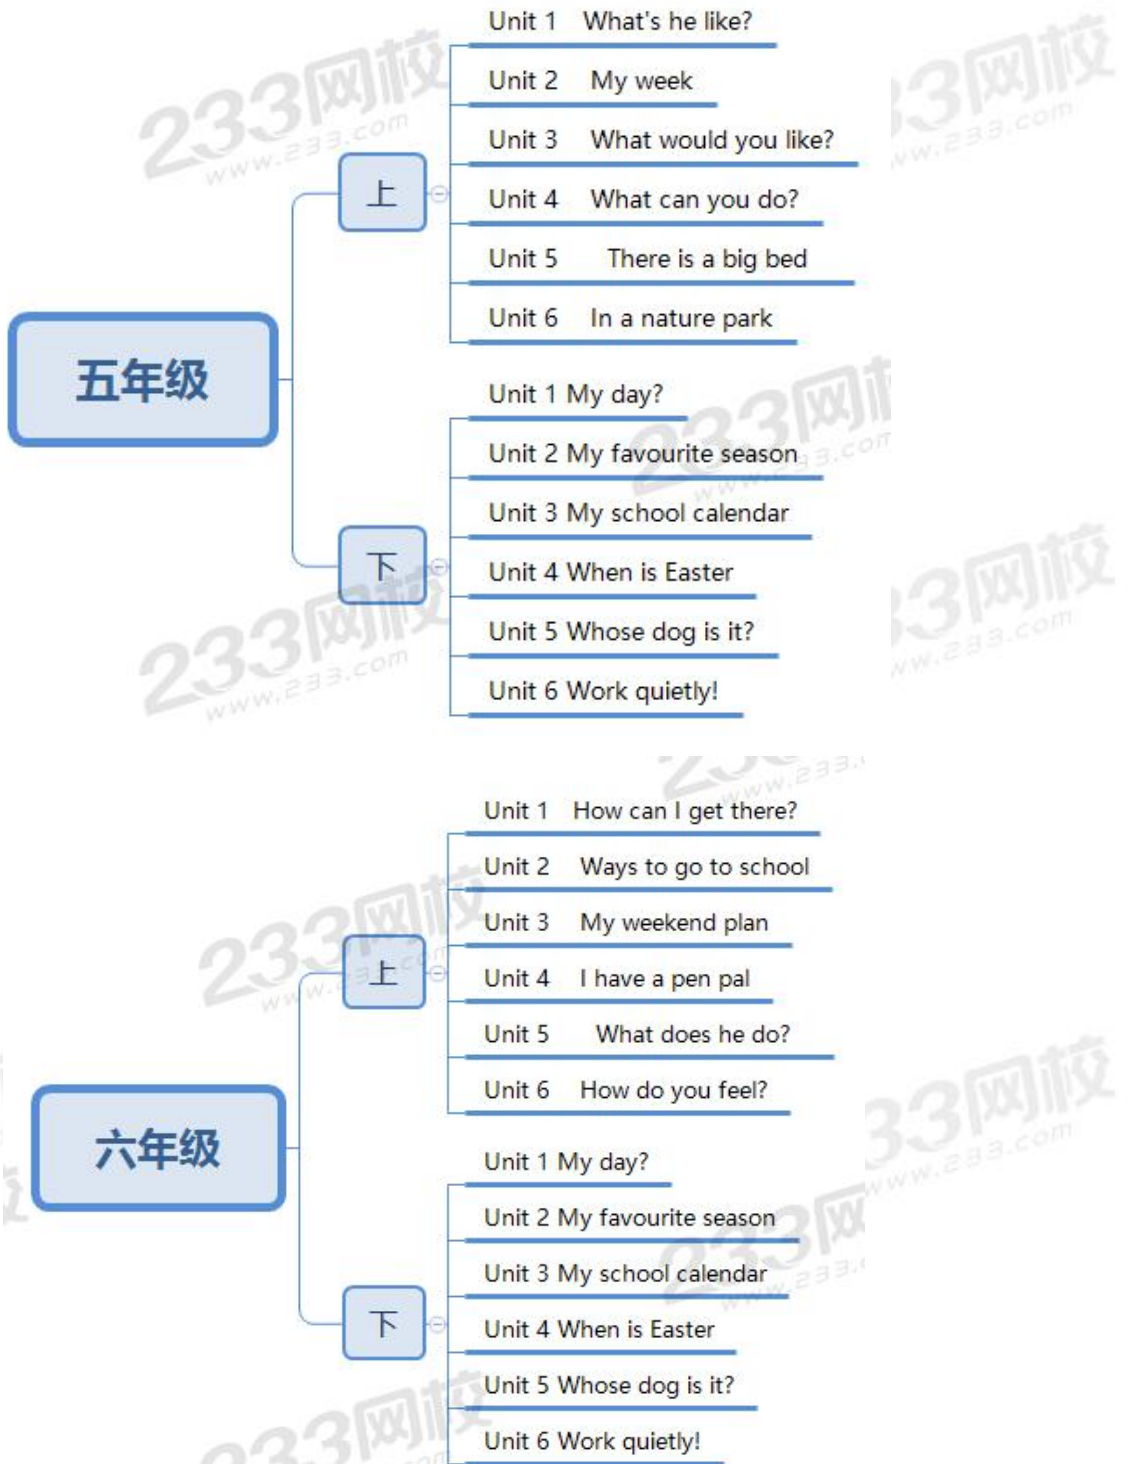 Unit 1 What's he like?
Unit 2 My week
Unit 3 What would you like?
上
Unit 4 What can you do?
Unit 5 There is a big bed
Unit 6 In a nature park
五年级
Unit 1 My day?
Unit 2 My favourite season
Unit 3 My school calendar
下
Unit 4 When is Easter
Unit 5 Whose dog is it?
Unit 6 Work quietly!
Unit 1 How can I get there?
Unit 2 Ways to go to school
Unit 3 My weekend plan
上
Unit 4 I have a pen pal
Unit 5 What does he do?
Unit 6 How do you feel?
六年级
Unit 1 My day?
Unit 2 My favourite season
Unit 3 My school calendar
下
Unit 4 When is Easter
Unit 5 Whose dog is it?
Unit 6 Work quietly!
233网校
www.233.com